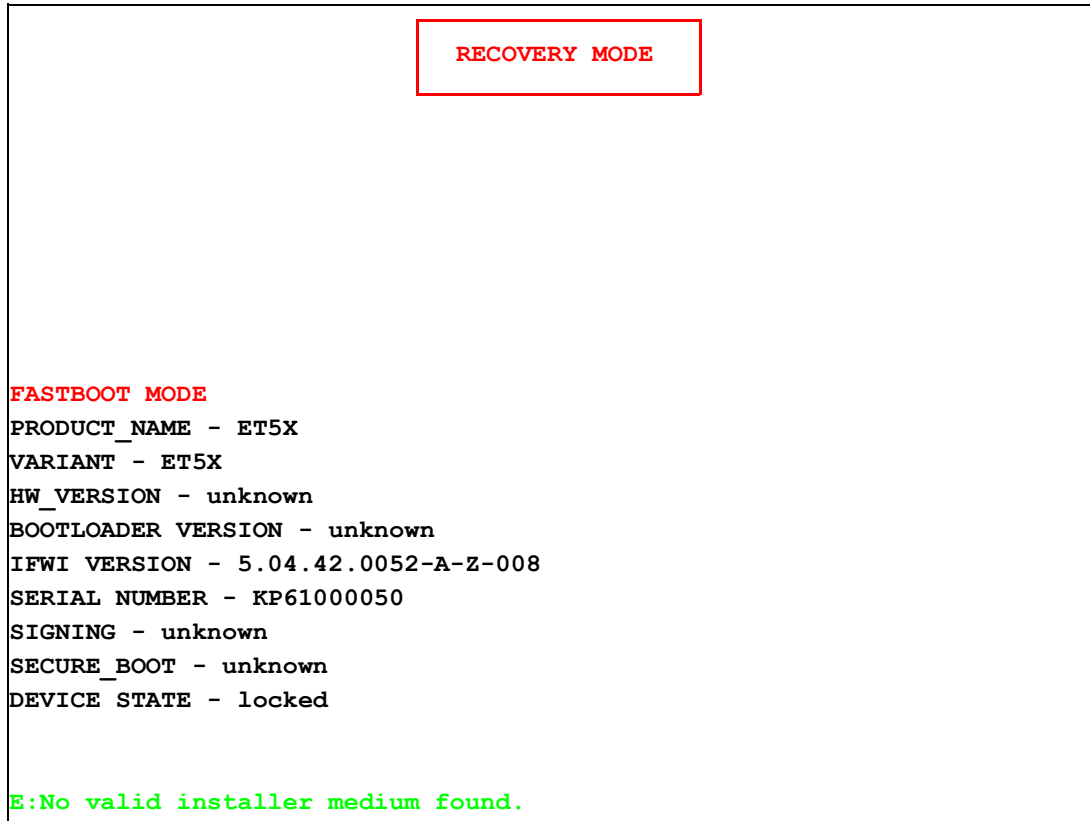 RECOVERY MODE
FASTBOOT MODE
PRODUCT_NAME - ET5X
VARIANT - ET5X
HW_VERSION - unknown
BOOTLOADER VERSION - unknown
IFWI VERSION - 5.04.42.0052-A-Z-008
SERIAL NUMBER - KP61000050
SIGNING - unknown
SECURE_BOOT - unknown
DEVICE STATE - locked
E:No valid installer medium found.